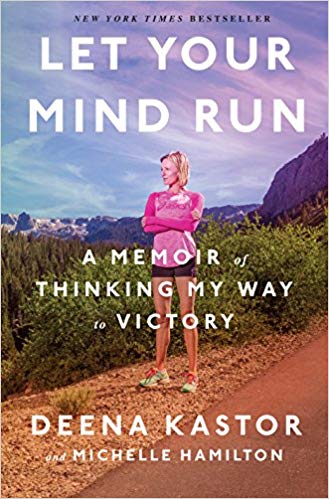 NEW YORK TIMES BESTSELLER
LET YOUR
MIND RUN
A MEMOIR of
THINKING MY WAY
to VICTORY
DEENA KASTOR
and MICHELLE HAMILTON